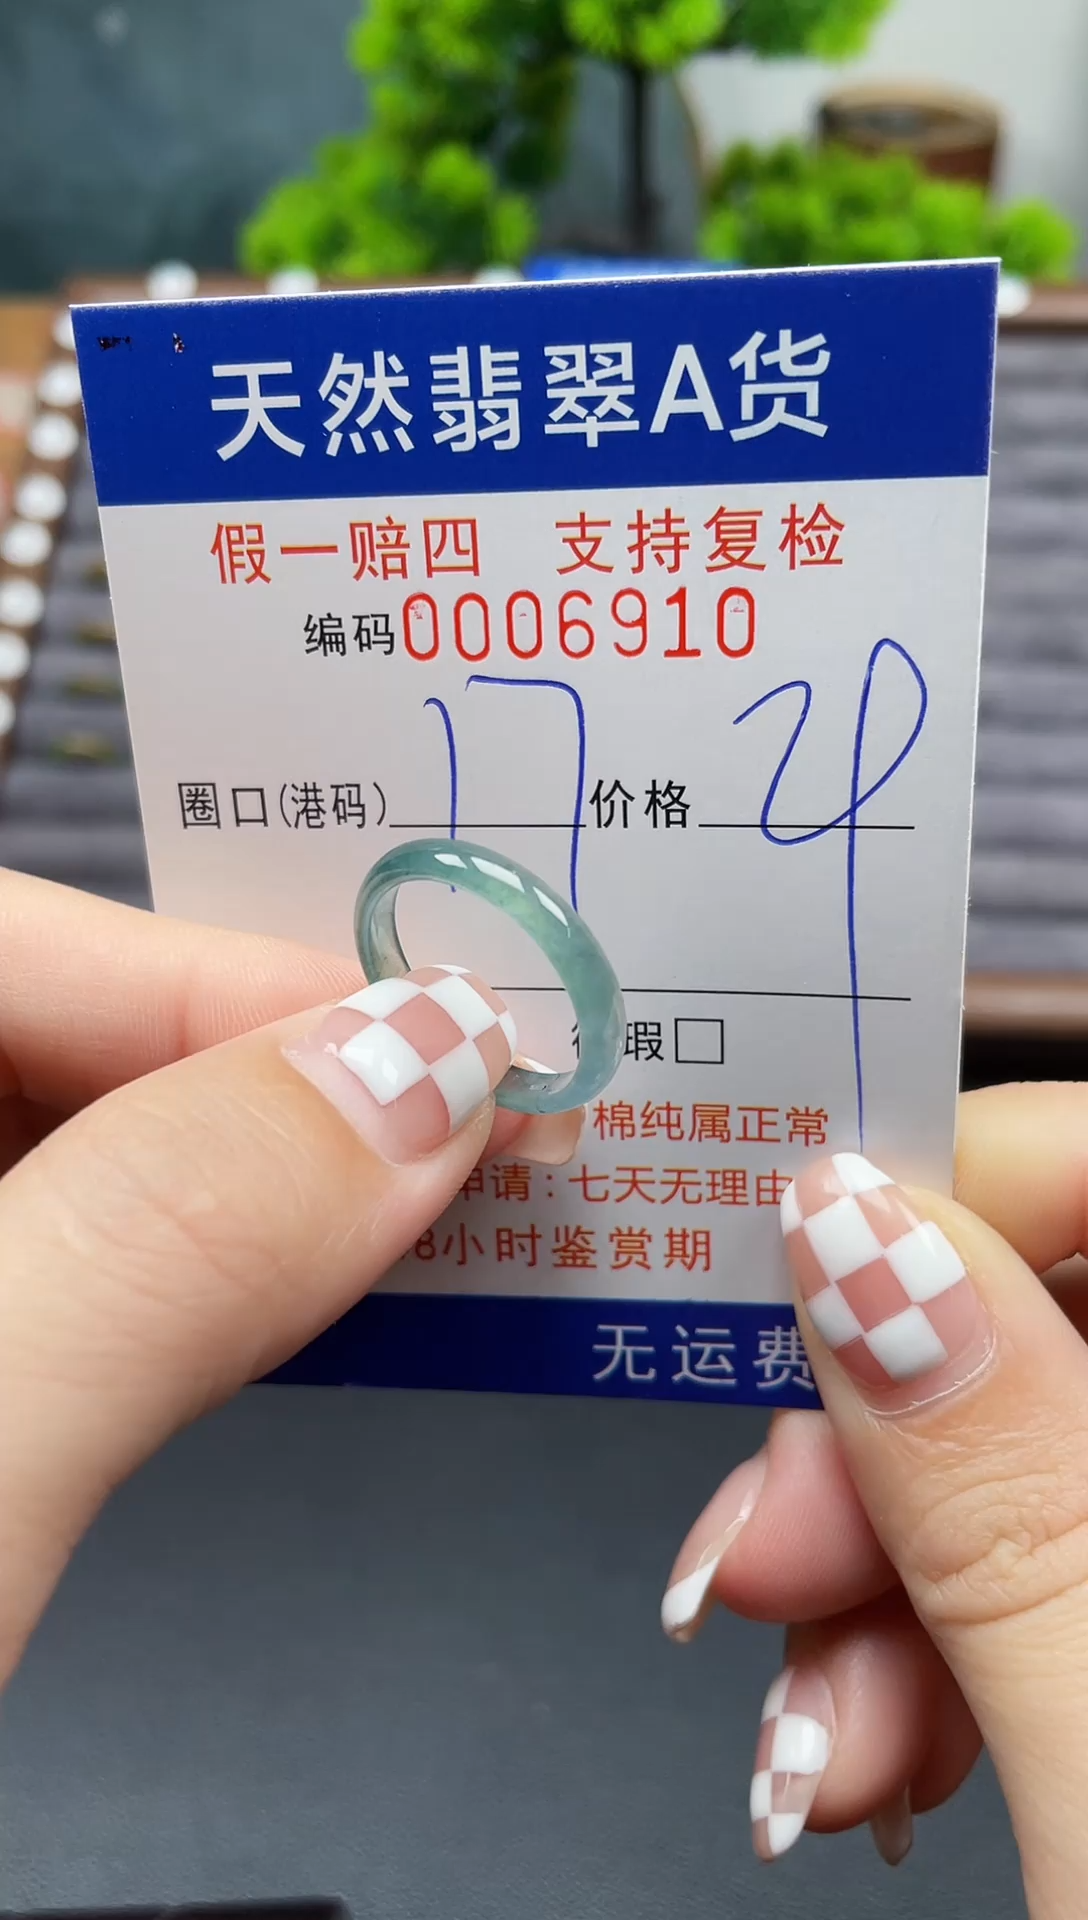 天然翡翠A货
假一赔四 支持复检
编码0006910
圈口(港码) 17 价格 29
瑕□
棉纯属正常
申请:七天无理由
8小时鉴赏期
无运费